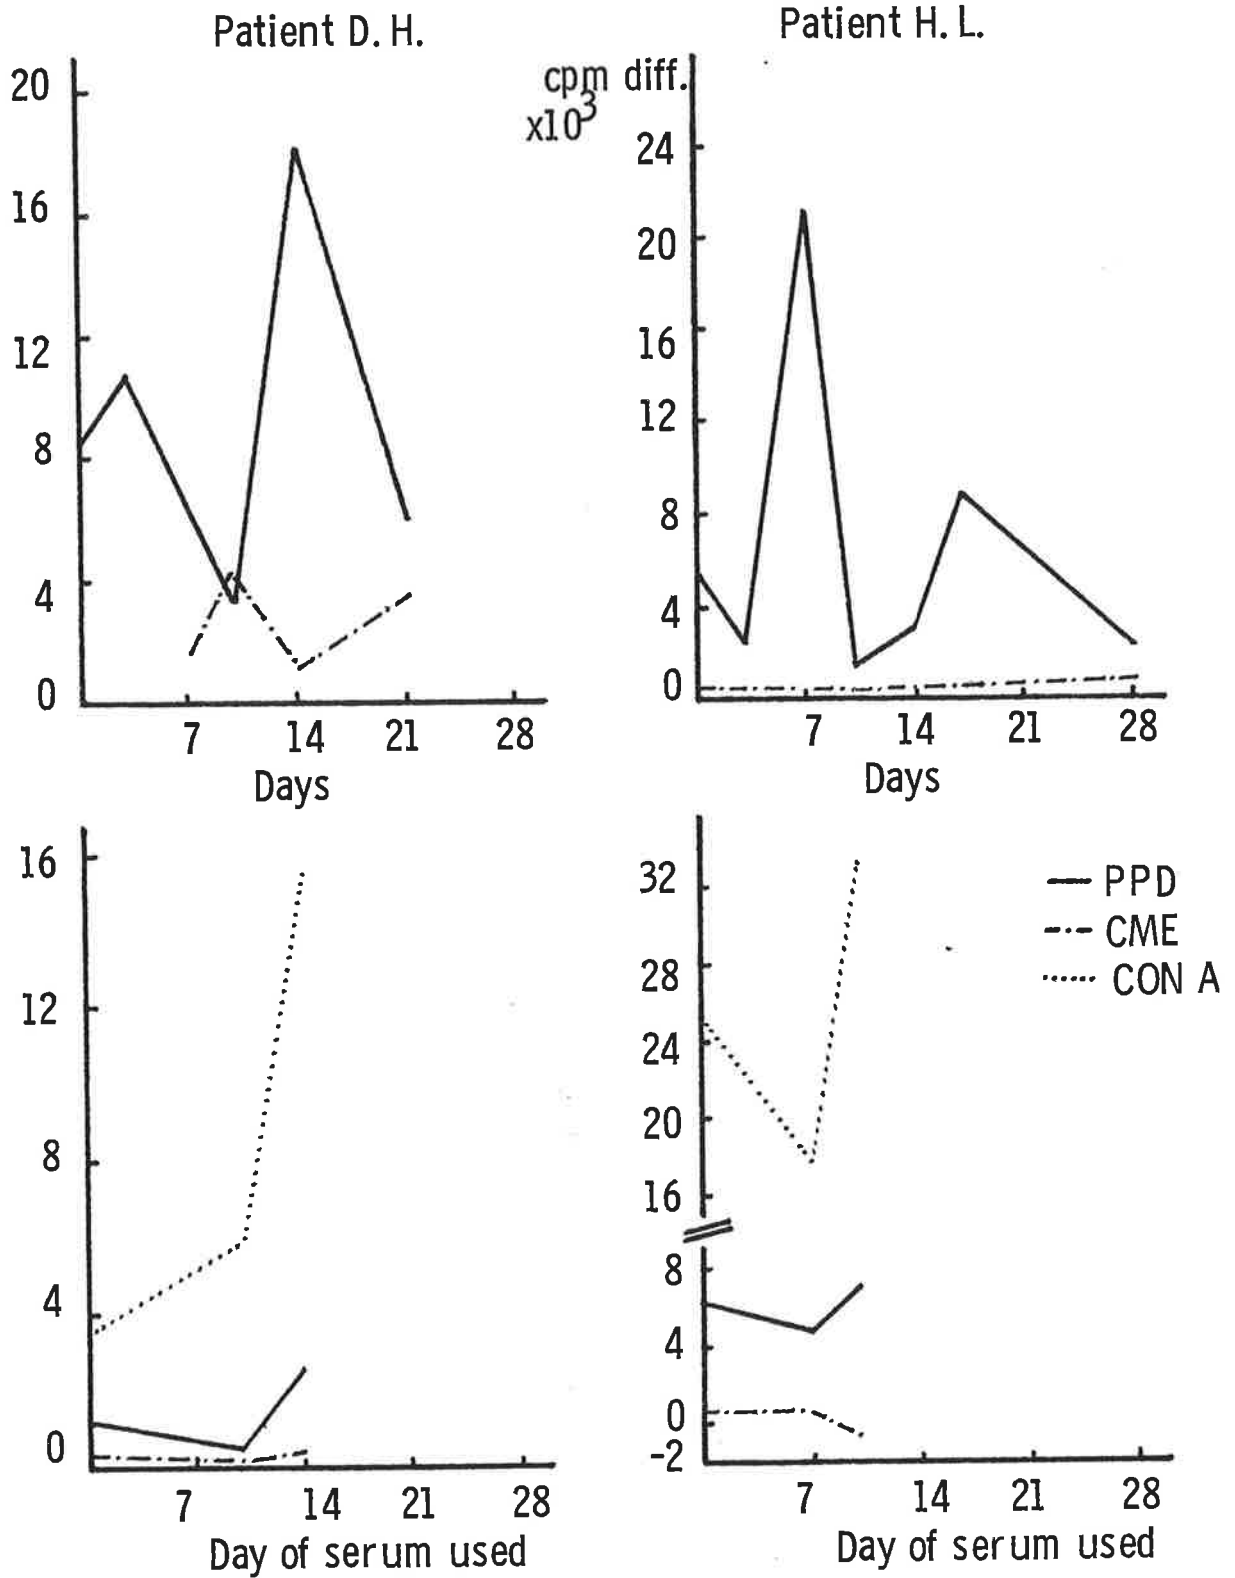 Patient D. H.
Patient H. L.
cpm diff.
x10³
20
16
12
8
4
0
7 14 21 28
Days
24
20
16
12
8
4
0
7 14 21 28
Days
16
12
8
4
0
7 14 21 28
Day of serum used
32
28
24
20
16
8
4
0
-2
7 14 21 28
Day of serum used
PPD
CME
CON A